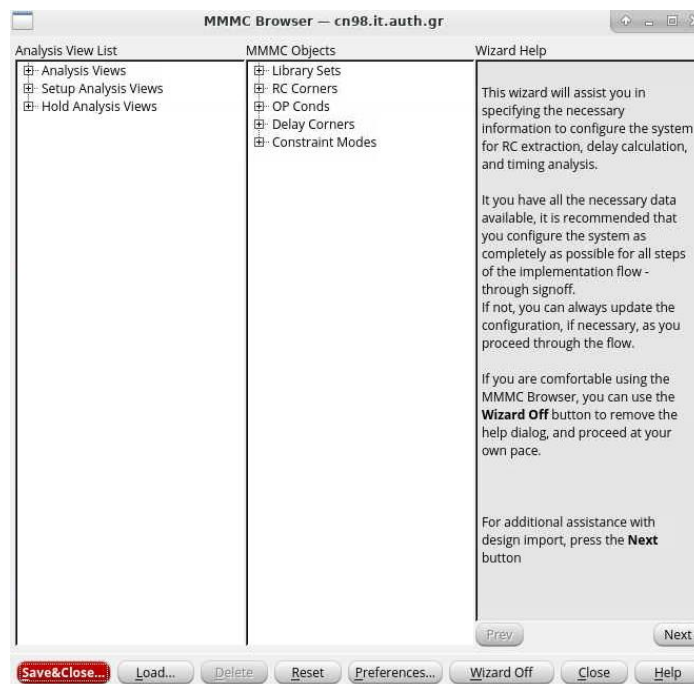 MMMC Browser — cn98.it.auth.gr
Analysis View List
Analysis Views
Setup Analysis Views
Hold Analysis Views
MMMC Objects
Library Sets
RC Corners
OP Conds
Delay Corners
Constraint Modes
Wizard Help
This wizard will assist you in
specifying the necessary
information to configure the system
for RC extraction, delay calculation,
and timing analysis.
It you have all the necessary data
available, it is recommended that
you configure the system as
completely as possible for all steps
of the implementation flow -
through signoff.
If not, you can always update the
configuration, if necessary, as you
proceed through the flow.
If you are comfortable using the
MMMC Browser, you can use the
Wizard Off button to remove the
help dialog, and proceed at your
own pace.
For additional assistance with
design import, press the Next
button
Prev Next
Save&Close... Load... Delete Reset Preferences... Wizard Off Close Help